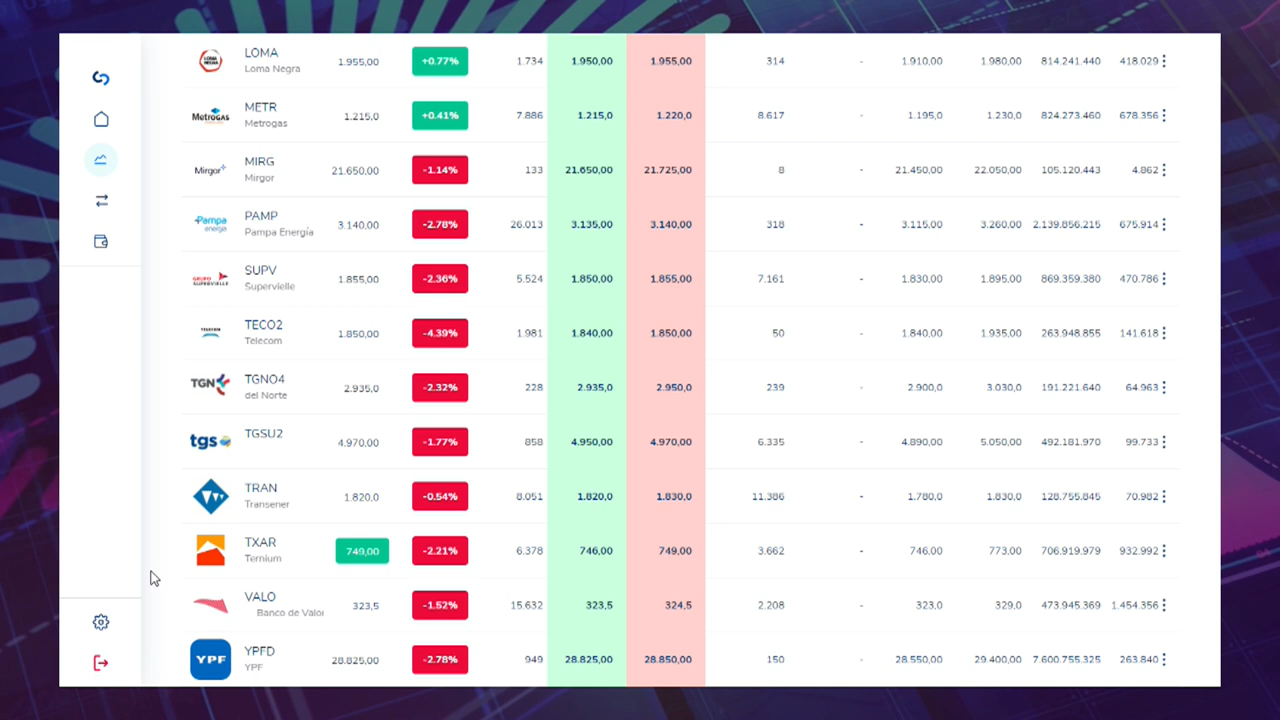 LOMA 1.955,00 +0.77% 1.734 1.950,00 1.955,00 314 - 1.910,00 1.980,00 814.241.440 418.029
LOMA NEGRA Loma Negra
METR 1.215,0 +0.41% 7.886 1.215,0 1.220,0 8.617 - 1.195,0 1.230,0 824.273.460 678.356
MetroGAS Metrogas
MIRG 21.650,00 -1.14% 133 21.650,00 21.725,00 8 - 21.450,00 22.050,00 105.120.443 4.862
Mirgor Mirgor
PAMP 3.140,00 -2.78% 26.013 3.135,00 3.140,00 318 - 3.115,00 3.260,00 2.139.856.215 675.914
Pampa energía Pampa Energía
SUPV 1.855,00 -2.36% 5.524 1.850,00 1.855,00 7.161 - 1.830,00 1.895,00 869.359.380 470.786
GRUPO SUPERVIELLE Supervielle
TECO2 1.850,00 -4.39% 1.981 1.840,00 1.850,00 50 - 1.840,00 1.935,00 263.948.855 141.618
TELECOM Telecom
TGNO4 2.935,0 -2.32% 228 2.935,0 2.950,0 239 - 2.900,0 3.030,0 191.221.640 64.963
TGN del Norte
TGSU2 4.970,00 -1.77% 858 4.950,00 4.970,00 6.335 - 4.890,00 5.050,00 492.181.970 99.733
tgs
TRAN 1.820,0 -0.54% 8.051 1.820,0 1.830,0 11.386 - 1.780,0 1.830,0 128.755.845 70.982
Transener
TXAR 749,00 -2.21% 6.378 746,00 749,00 3.662 - 746,00 773,00 706.919.979 932.992
Ternium
VALO 323,5 -1.52% 15.632 323,5 324,5 2.208 - 323,0 329,0 473.945.369 1.454.356
Banco de Valor
YPFD 28.825,00 -2.78% 949 28.825,00 28.850,00 150 - 28.550,00 29.400,00 7.600.755.325 263.840
YPF YPF